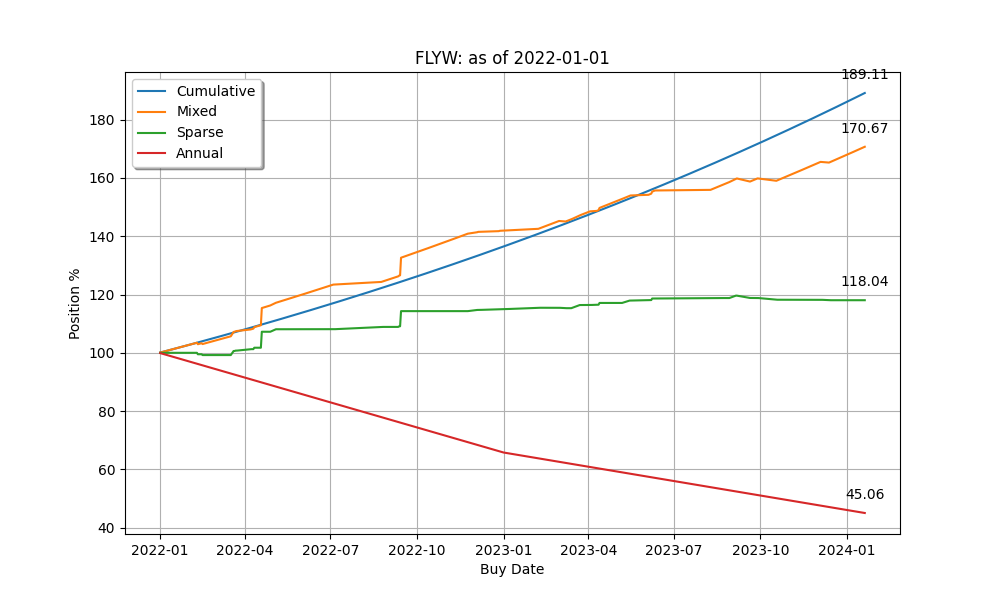 FLYW: as of 2022-01-01
189.11
Cumulative
Mixed
Sparse
Annual
170.67
118.04
45.06
180
160
140
120
100
80
60
40
Position %
2022-01 2022-04 2022-07 2022-10 2023-01 2023-04 2023-07 2023-10 2024-01
Buy Date